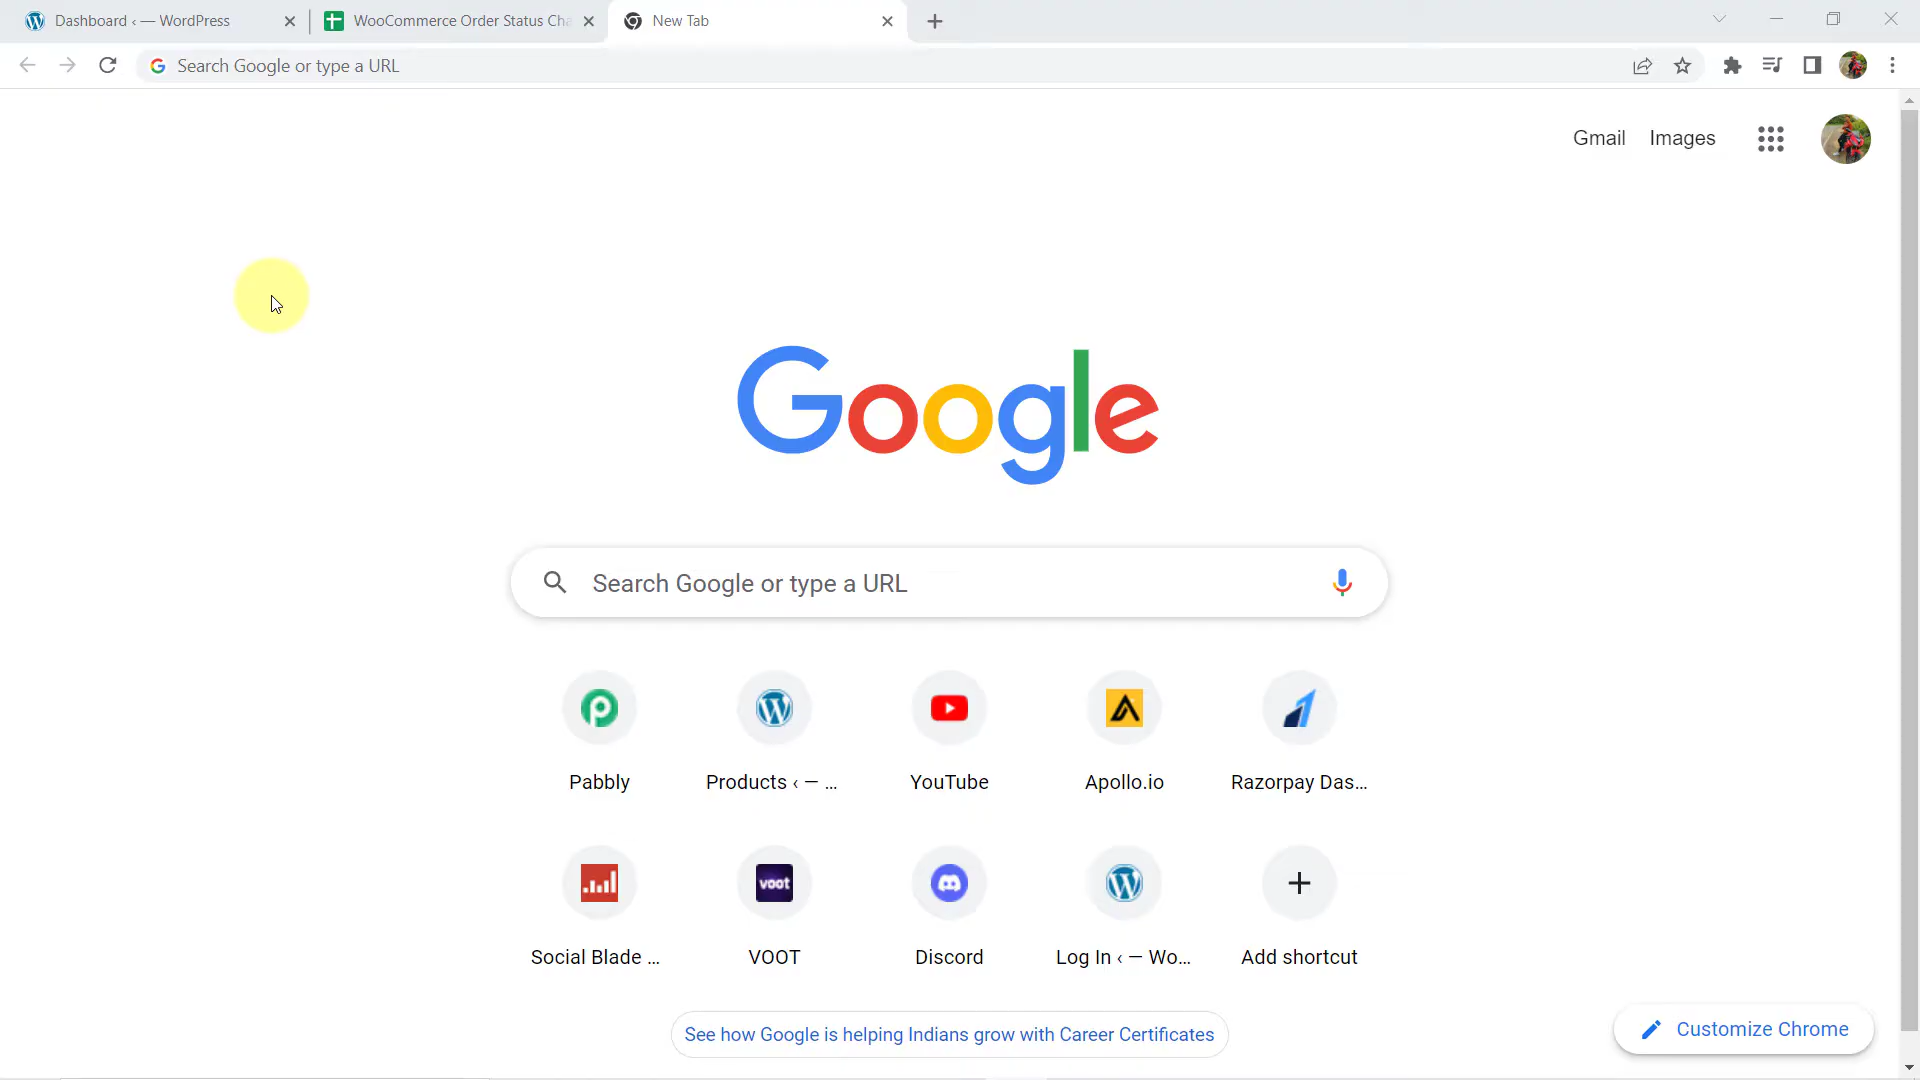 Dashboard ‹ — WordPress
WooCommerce Order Status Cha
New Tab
Search Google or type a URL
Gmail
Images
Google
Search Google or type a URL
Pabbly
Products ‹ — ...
YouTube
Apollo.io
Razorpay Das...
voot
Social Blade ...
VOOT
Discord
Log In ‹ — Wo...
Add shortcut
See how Google is helping Indians grow with Career Certificates
Customize Chrome